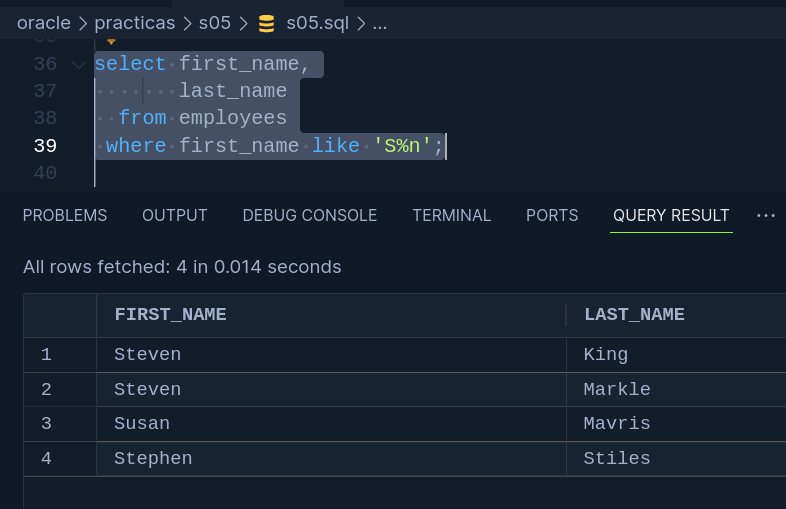 oracle > practicas > s05 > s05.sql > ...
36 select first_name,
37 last_name
38 from employees
39 where first_name like 'S%n';
40
PROBLEMS OUTPUT DEBUG CONSOLE TERMINAL PORTS QUERY RESULT ...
All rows fetched: 4 in 0.014 seconds
FIRST_NAME LAST_NAME
1 Steven King
2 Steven Markle
3 Susan Mavris
4 Stephen Stiles